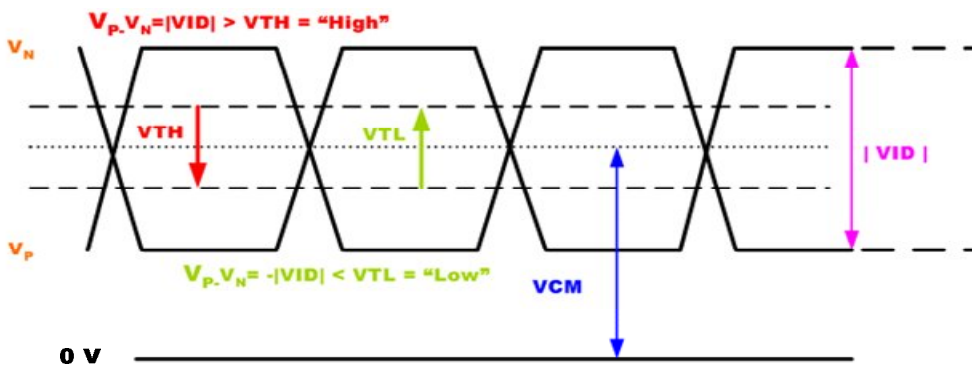 VP-VN=|VID| > VTH = “High”
VN
VTH
VTL
| VID |
VP
VP-VN= -|VID| < VTL = “Low”
VCM
0 V